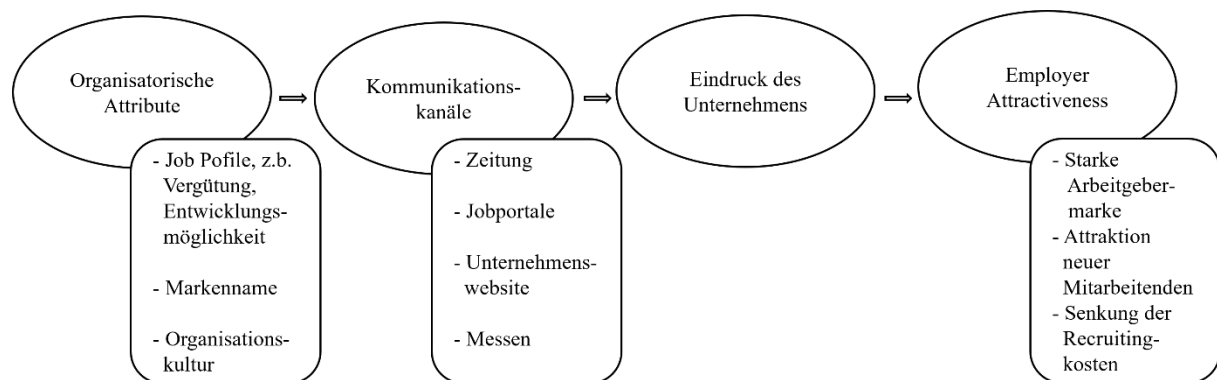 Organisatorische
Attribute
⇒
Kommunikations-
kanäle
⇒
Eindruck des
Unternehmens
⇒
Employer
Attractiveness
- Job Pofile, z.b.
Vergütung,
Entwicklungs-
möglichkeit
- Markenname
- Organisations-
kultur
- Zeitung
- Jobportale
- Unternehmens-
website
- Messen
- Starke
Arbeitgeber-
marke
- Attraktion
neuer
Mitarbeitenden
- Senkung der
Recruiting-
kosten